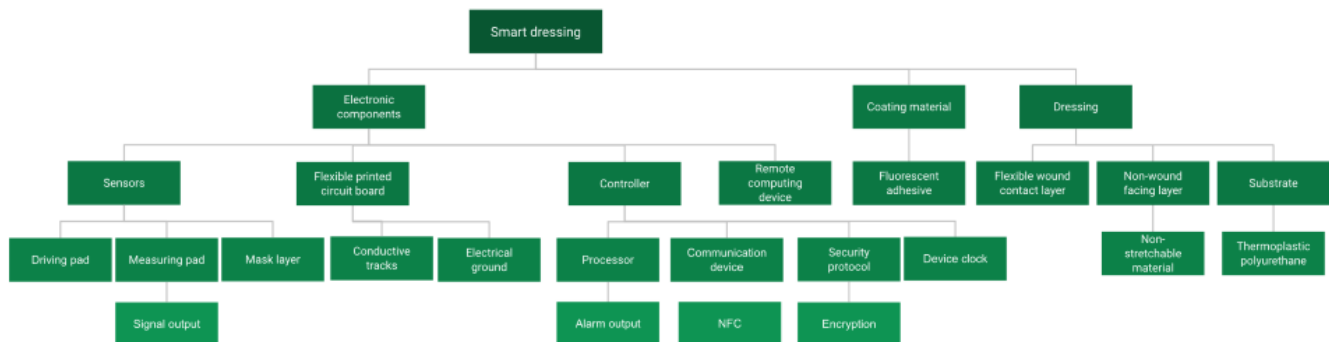 Smart dressing
Electronic
components
Coating material
Dressing
Sensors
Flexible printed
circuit board
Controller
Remote
computing
device
Fluorescent
adhesive
Flexible wound
contact layer
Non-wound
facing layer
Substrate
Driving pad
Measuring pad
Mask layer
Conductive
tracks
Electrical
ground
Processor
Communication
device
Security
protocol
Device clock
Non-
stretchable
material
Thermoplastic
polyurethane
Signal output
Alarm output
NFC
Encryption